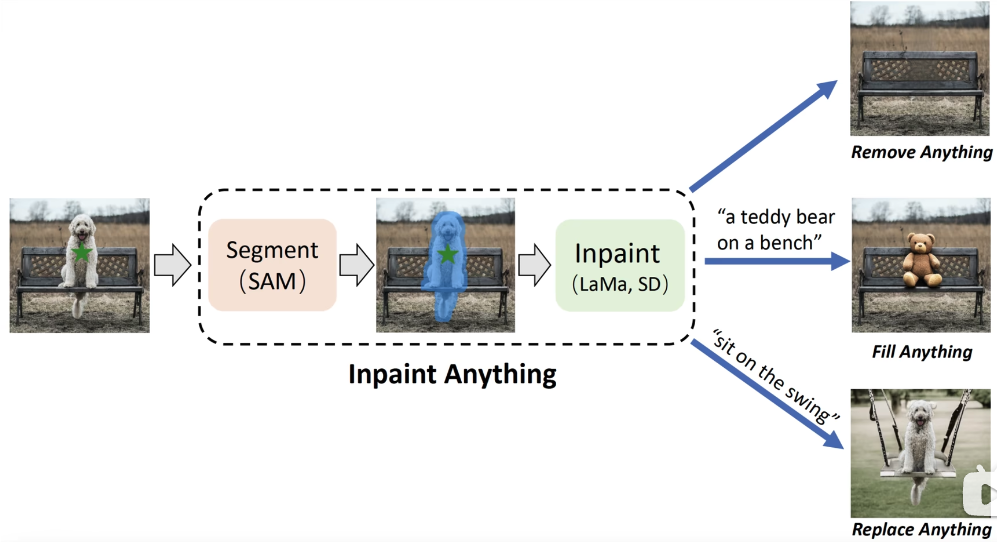 Remove Anything
"a teddy bear
on a bench"
Segment
（SAM）
Inpaint
（LaMa, SD）
Fill Anything
"sit on the swing"
Inpaint Anything
Replace Anything